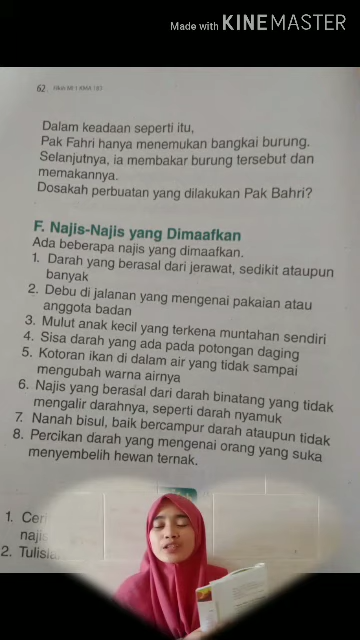 Made with KINEMASTER
62
Dalam keadaan seperti itu,
Pak Fahri hanya menemukan bangkai burung.
Selanjutnya, ia membakar burung tersebut dan
memakannya.
Dosakah perbuatan yang dilakukan Pak Bahri?
F. Najis-Najis yang Dimaafkan
Ada beberapa najis yang dimaafkan.
1. Darah yang berasal dari jerawat, sedikit ataupun
banyak
2. Debu di jalanan yang mengenai pakaian atau
anggota badan
3. Mulut anak kecil yang terkena muntahan sendiri
4. Sisa darah yang ada pada potongan daging
5. Kotoran ikan di dalam air yang tidak sampai
mengubah warna airnya
6. Najis yang berasal dari darah binatang yang tidak
mengalir darahnya, seperti darah nyamuk
7. Nanah bisul, baik bercampur darah ataupun tidak
8. Percikan darah yang mengenai orang yang suka
menyembelih hewan ternak.
1.
najis
2.